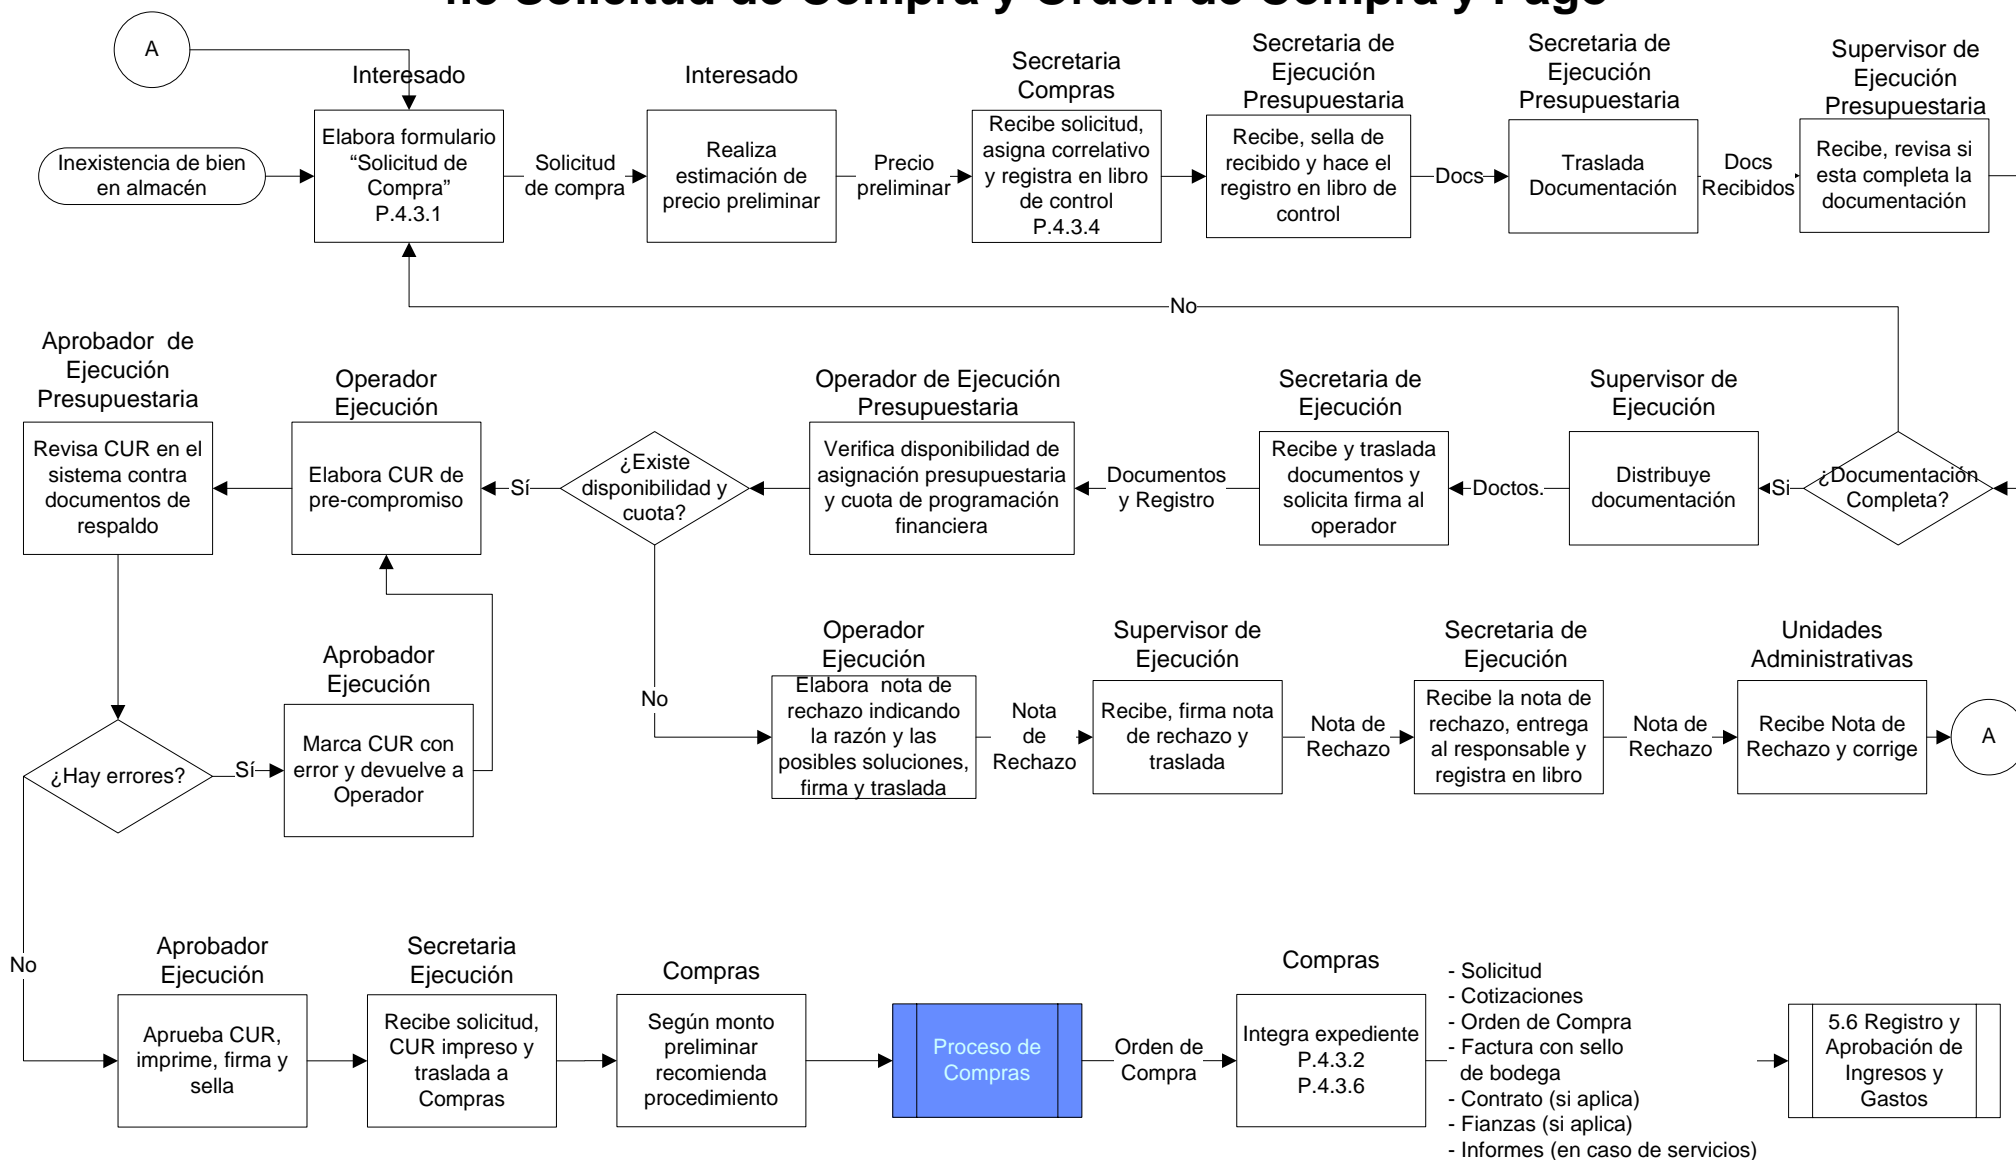 Solicitud de Compra y Orden de Compra y Pago
A
Interesado
Elabora formulario
“Solicitud de
Compra”
P.4.3.1
Inexistencia de bien
en almacén
Solicitud
de compra
Interesado
Realiza
estimación de
precio preliminar
Precio
preliminar
Secretaria
Compras
Recibe solicitud,
asigna correlativo
y registra en libro
de control
P.4.3.4
Secretaria de
Ejecución
Presupuestaria
Recibe, sella de
recibido y hace el
registro en libro de
control
Docs
Secretaria de
Ejecución
Presupuestaria
Traslada
Documentación
Docs
Recibidos
Supervisor de
Ejecución
Presupuestaria
Recibe, revisa si
esta completa la
documentación
No
Aprobador de
Ejecución
Presupuestaria
Revisa CUR en el
sistema contra
documentos de
respaldo
Operador
Ejecución
Elabora CUR de
pre-compromiso
Sí
¿Existe
disponibilidad y
cuota?
Operador de Ejecución
Presupuestaria
Verifica disponibilidad de
asignación presupuestaria
y cuota de programación
financiera
Documentos
y Registro
Secretaria de
Ejecución
Recibe y traslada
documentos y
solicita firma al
operador
Doctos.
Supervisor de
Ejecución
Distribuye
documentación
Si
¿Documentación
Completa?
No
Operador
Ejecución
Elabora nota de
rechazo indicando
la razón y las
posibles soluciones,
firma y traslada
Nota
de
Rechazo
Supervisor de
Ejecución
Recibe, firma nota
de rechazo y
traslada
Nota de
Rechazo
Secretaria de
Ejecución
Recibe la nota de
rechazo, entrega
al responsable y
registra en libro
Nota de
Rechazo
Unidades
Administrativas
Recibe Nota de
Rechazo y corrige
A
¿Hay errores?
Sí
Aprobador
Ejecución
Marca CUR con
error y devuelve a
Operador
No
Aprobador
Ejecución
Aprueba CUR,
imprime, firma y
sella
Secretaria
Ejecución
Recibe solicitud,
CUR impreso y
traslada a
Compras
Compras
Según monto
preliminar
recomienda
procedimiento
Proceso de
Compras
Orden de
Compra
Compras
Integra expediente
P.4.3.2
P.4.3.6
- Solicitud
- Cotizaciones
- Orden de Compra
- Factura con sello
de bodega
- Contrato (si aplica)
- Fianzas (si aplica)
- Informes (en caso de servicios)
5.6 Registro y
Aprobación de
Ingresos y
Gastos